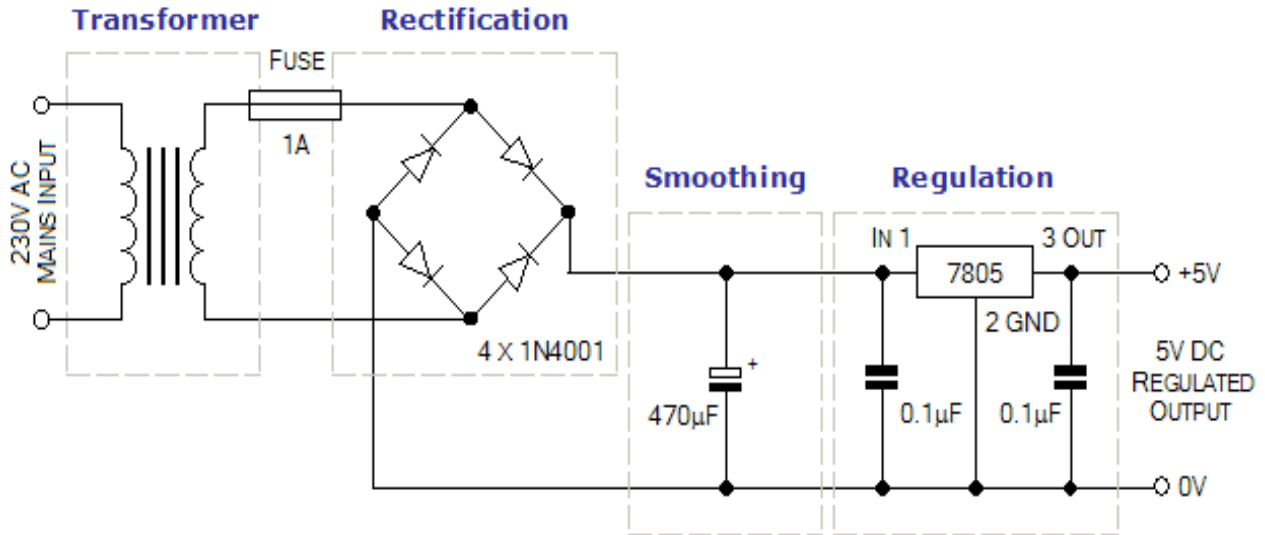 Transformer
Rectification
FUSE
1A
230V AC
MAINS INPUT
4 X 1N4001
Smoothing
Regulation
IN 1
3 OUT
7805
2 GND
+5V
+
470µF
0.1µF
0.1µF
5V DC
REGULATED
OUTPUT
0V